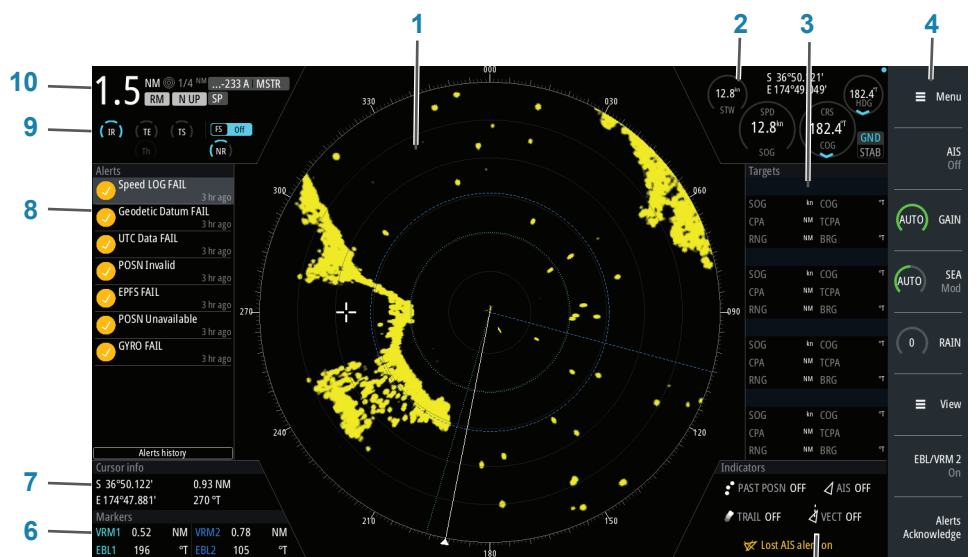 1
2
3
4
10
9
8
7
6
1.5 NM 1/4 NM ...-233 A MSTR
RM N UP SP
IR TE TS FS Off
Th NR
Alerts
Speed LOG FAIL
3 hr ago
Geodetic Datum FAIL
3 hr ago
UTC Data FAIL
3 hr ago
POSN Invalid
3 hr ago
EPFS FAIL
3 hr ago
POSN Unavailable
3 hr ago
GYRO FAIL
3 hr ago
Alerts history
Cursor info
S 36°50.122' 0.93 NM
E 174°47.881' 270 °T
Markers
VRM1 0.52 NM VRM2 0.78 NM
EBL1 196 °T EBL2 105 °T
000
030
060
090
120
150
180
210
240
270
300
330
12.8kn
STW
S 36°50.121'
E 174°49.049'
182.4°T
HDG
SPD
12.8kn
SOG
CRS
182.4°T
COG
GND
STAB
Targets
SOG kn COG °T
CPA NM TCPA
RNG NM BRG °T
SOG kn COG °T
CPA NM TCPA
RNG NM BRG °T
SOG kn COG °T
CPA NM TCPA
RNG NM BRG °T
SOG kn COG °T
CPA NM TCPA
RNG NM BRG °T
Indicators
PAST POSN OFF AIS OFF
TRAIL OFF VECT OFF
Lost AIS alert on
Menu
AIS
Off
AUTO GAIN
AUTO SEA
Mod
0 RAIN
View
EBL/VRM 2
On
Alerts
Acknowledge